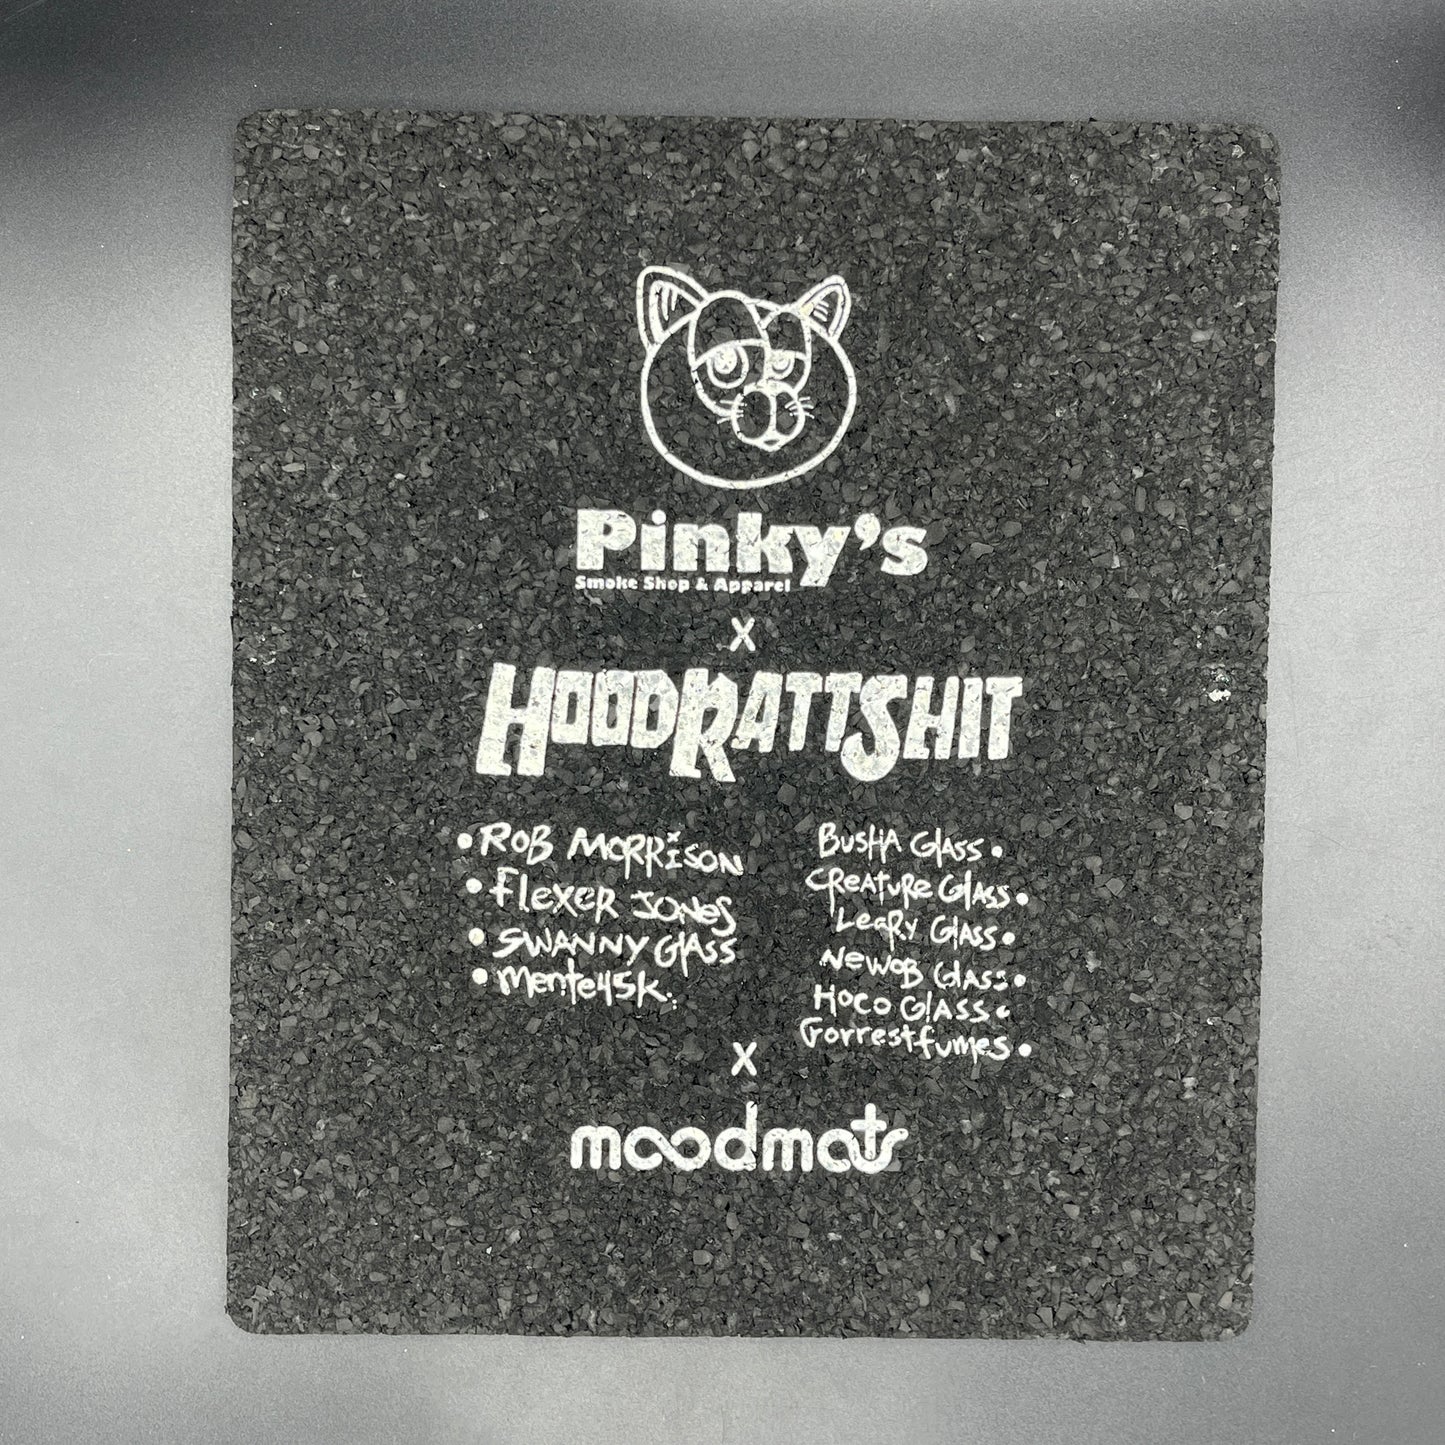 Pinky's
Smoke Shop & Apparel
X
HOODRATTSHIT
• ROB MORRISON
• FlexER JONES
• SWANNY GlASS
• Mente45k.
BUSHA GlASS •
CREATURE GlASS •
LeaRy GlASS •
NeWOB GlASS •
HOCO GlASS •
Forrestfumes •
X
moodmats